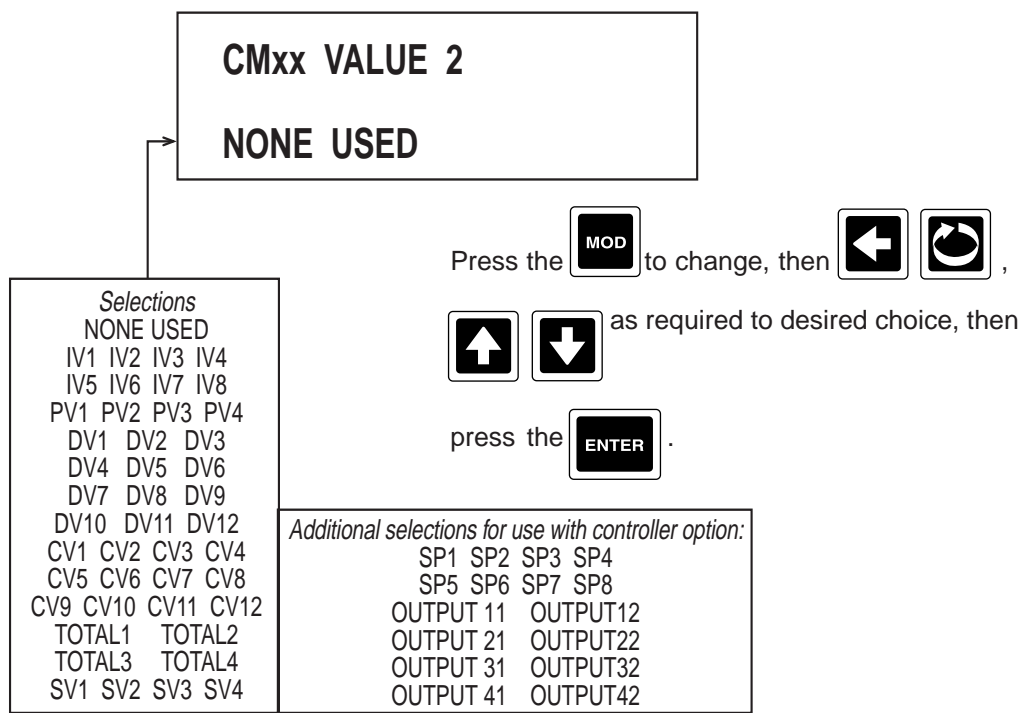 CMxx VALUE 2
NONE USED
Press the MOD to change, then ,
as required to desired choice, then
press the ENTER .
Selections
NONE USED
IV1 IV2 IV3 IV4
IV5 IV6 IV7 IV8
PV1 PV2 PV3 PV4
DV1 DV2 DV3
DV4 DV5 DV6
DV7 DV8 DV9
DV10 DV11 DV12
CV1 CV2 CV3 CV4
CV5 CV6 CV7 CV8
CV9 CV10 CV11 CV12
TOTAL1 TOTAL2
TOTAL3 TOTAL4
SV1 SV2 SV3 SV4
Additional selections for use with controller option:
SP1 SP2 SP3 SP4
SP5 SP6 SP7 SP8
OUTPUT 11 OUTPUT12
OUTPUT 21 OUTPUT22
OUTPUT 31 OUTPUT32
OUTPUT 41 OUTPUT42